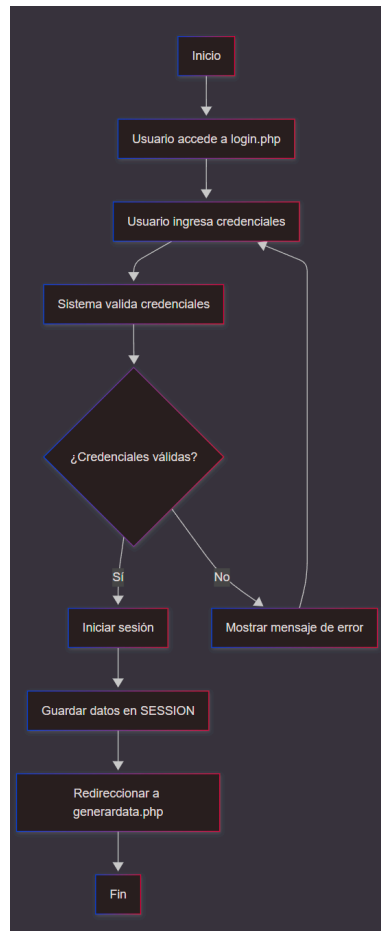 Inicio
Usuario accede a login.php
Usuario ingresa credenciales
Sistema valida credenciales
¿Credenciales válidas?
Sí
No
Iniciar sesión
Mostrar mensaje de error
Guardar datos en SESSION
Redireccionar a
generardata.php
Fin